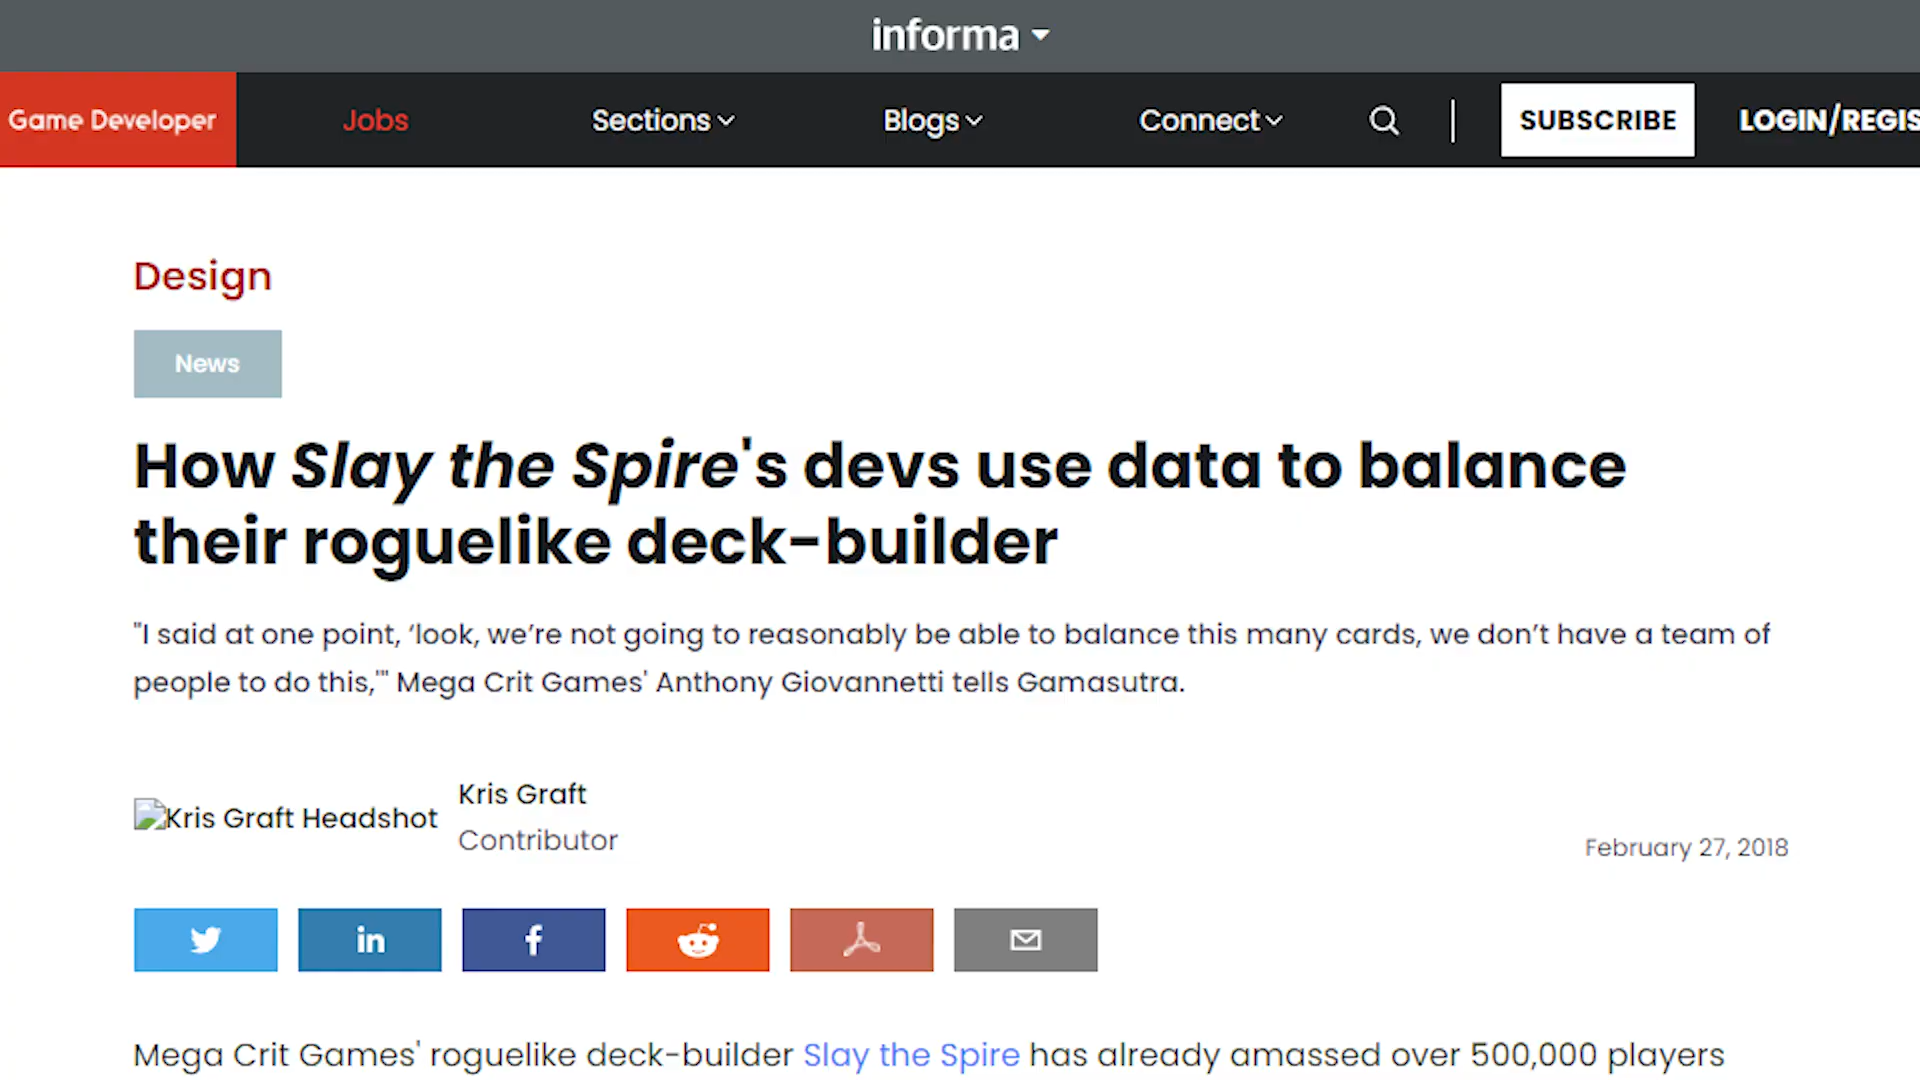 informa
Game Developer Jobs Sections Blogs Connect SUBSCRIBE LOGIN/REGIS
Design
News
How Slay the Spire's devs use data to balance
their roguelike deck-builder
"I said at one point, ‘look, we’re not going to reasonably be able to balance this many cards, we don’t have a team of
people to do this,'" Mega Crit Games' Anthony Giovannetti tells Gamasutra.
Kris Graft Headshot
Kris Graft
Contributor
February 27, 2018
Mega Crit Games' roguelike deck-builder Slay the Spire has already amassed over 500,000 players